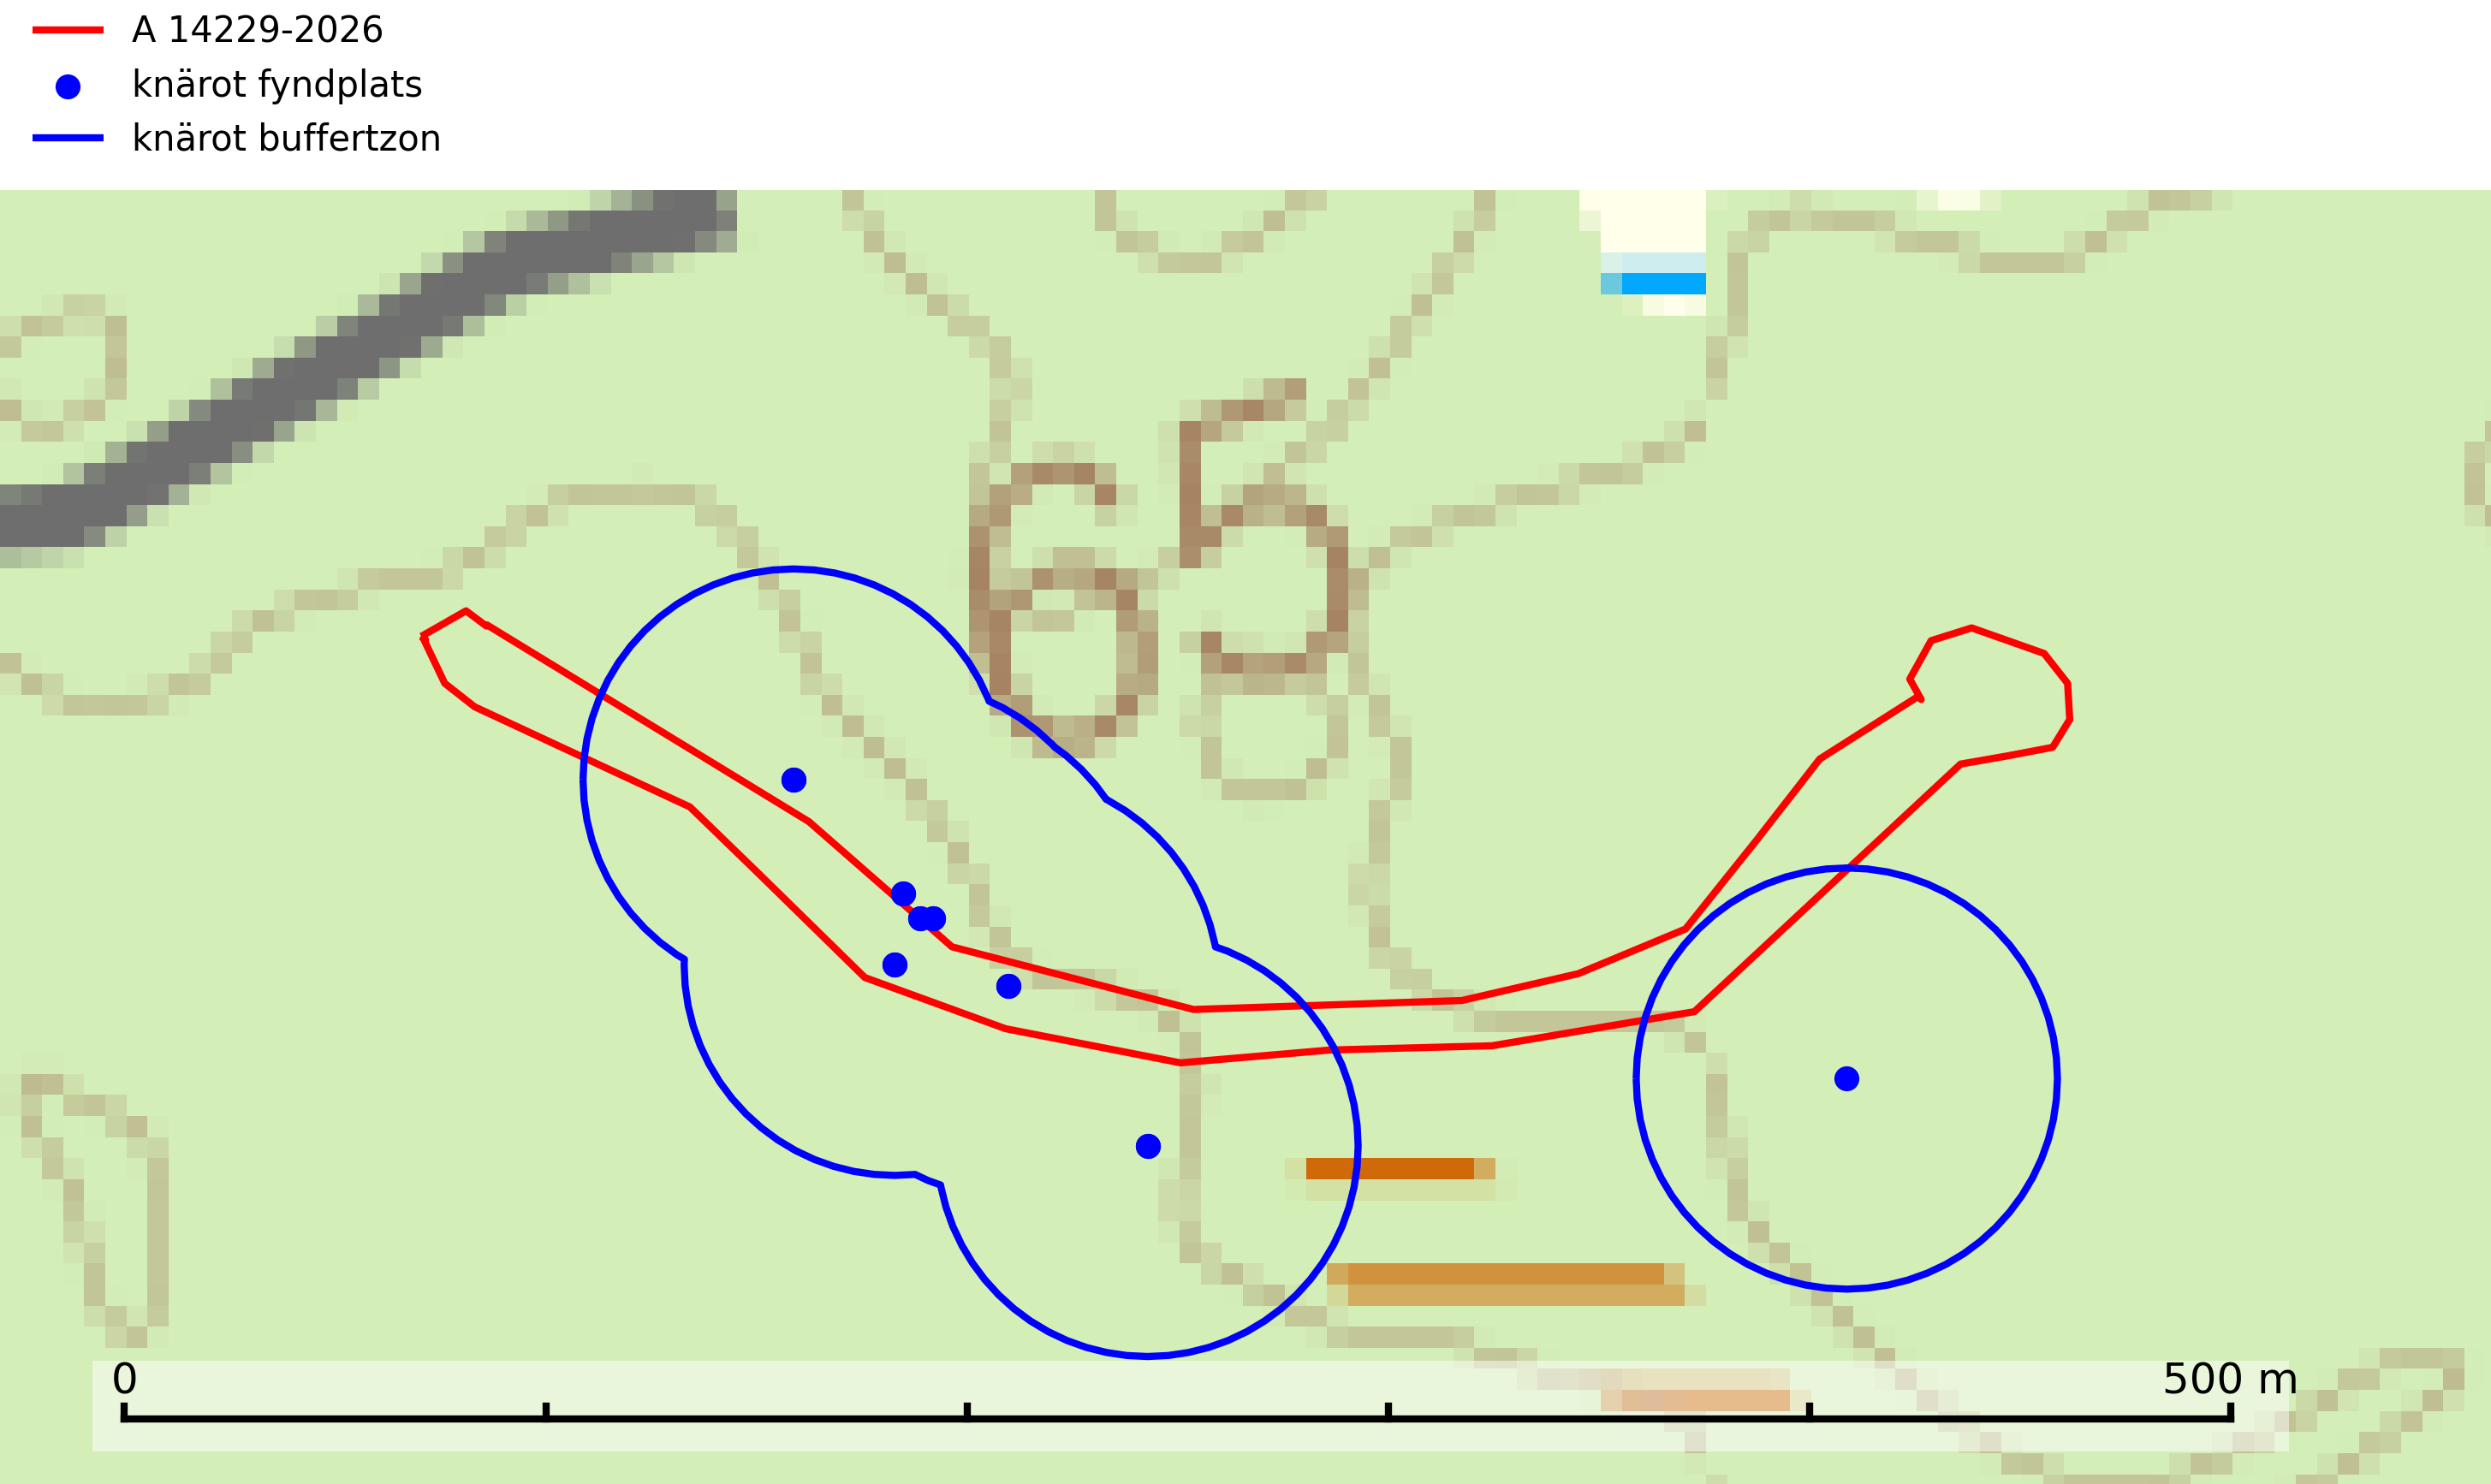 A 14229-2026
knärot fyndplats
knärot buffertzon
65
0
500 m